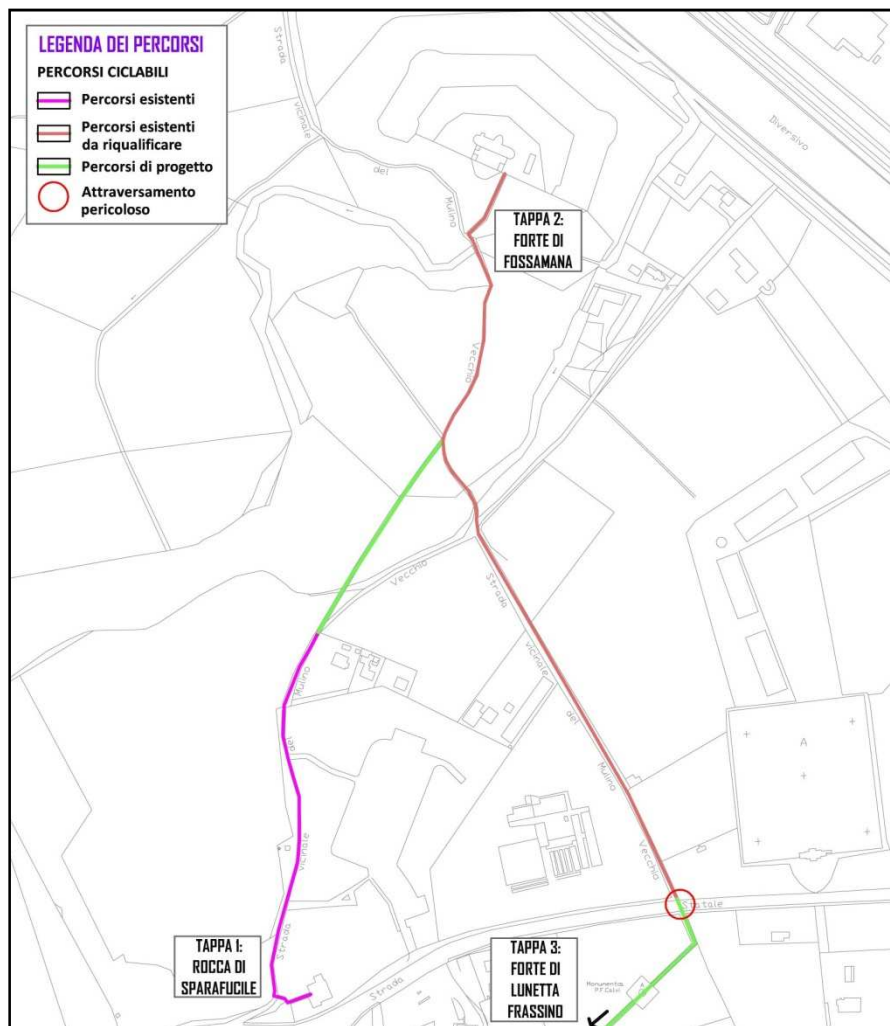 LEGENDA DEI PERCORSI
PERCORSI CICLABILI
Percorsi esistenti
Percorsi esistenti
da riqualificare
Percorsi di progetto
Attraversamento
pericoloso
Strada
vicinale
del
Mulino
Vecchio
Diversivo
TAPPA 2:
FORTE DI
FOSSAMANA
Vecchio
Mulino
del
vicinale
Strada
Strada
vicinale
del
Mulino
Vecchio
A
Strada
Statale
TAPPA 1:
ROCCA DI
SPARAFUCILE
TAPPA 3:
FORTE DI
LUNETTA
FRASSINO
Monumento
P.F.Calvi